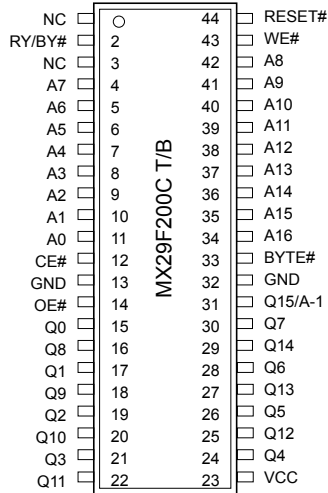 NC 44 RESET#
RY/BY# 2 43 WE#
NC 3 42 A8
A7 4 41 A9
A6 5 40 A10
A5 6 39 A11
A4 7 38 A12
A3 8 37 A13
A2 9 36 A14
A1 10 35 A15
A0 11 34 A16
CE# 12 33 BYTE#
GND 13 32 GND
OE# 14 31 Q15/A-1
Q0 15 30 Q7
Q8 16 29 Q14
Q1 17 28 Q6
Q9 18 27 Q13
Q2 19 26 Q5
Q10 20 25 Q12
Q3 21 24 Q4
Q11 22 23 VCC
MX29F200C T/B